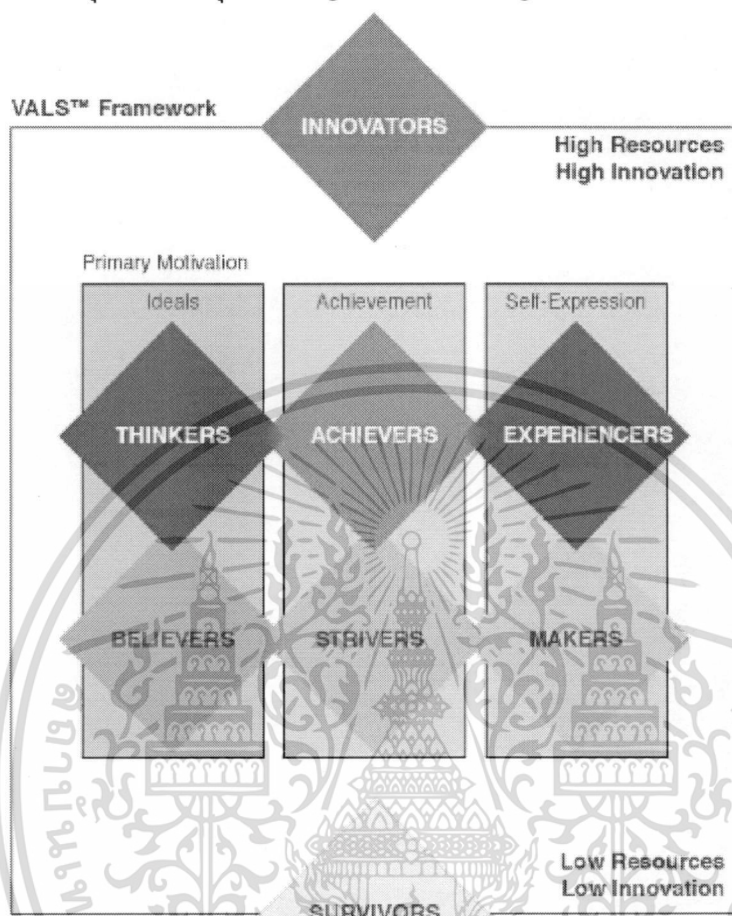 VALS™ Framework
INNOVATORS
High Resources
High Innovation
Primary Motivation
Ideals
Achievement
Self-Expression
THINKERS
ACHIEVERS
EXPERIENCERS
BELIEVERS
STRIVERS
MAKERS
Low Resources
Low Innovation
SURVIVORS